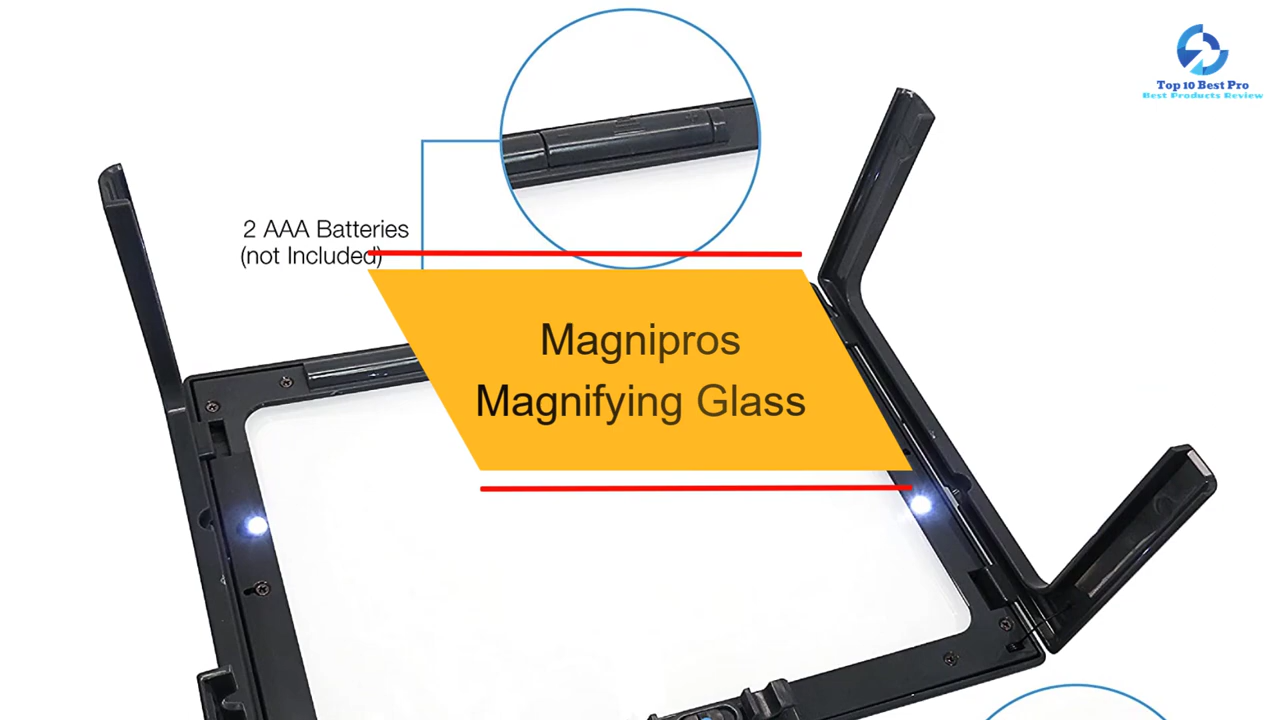 Top 10 Best Pro
Best Products Review
2 AAA Batteries
(not Included)
Magnipros
Magnifying Glass